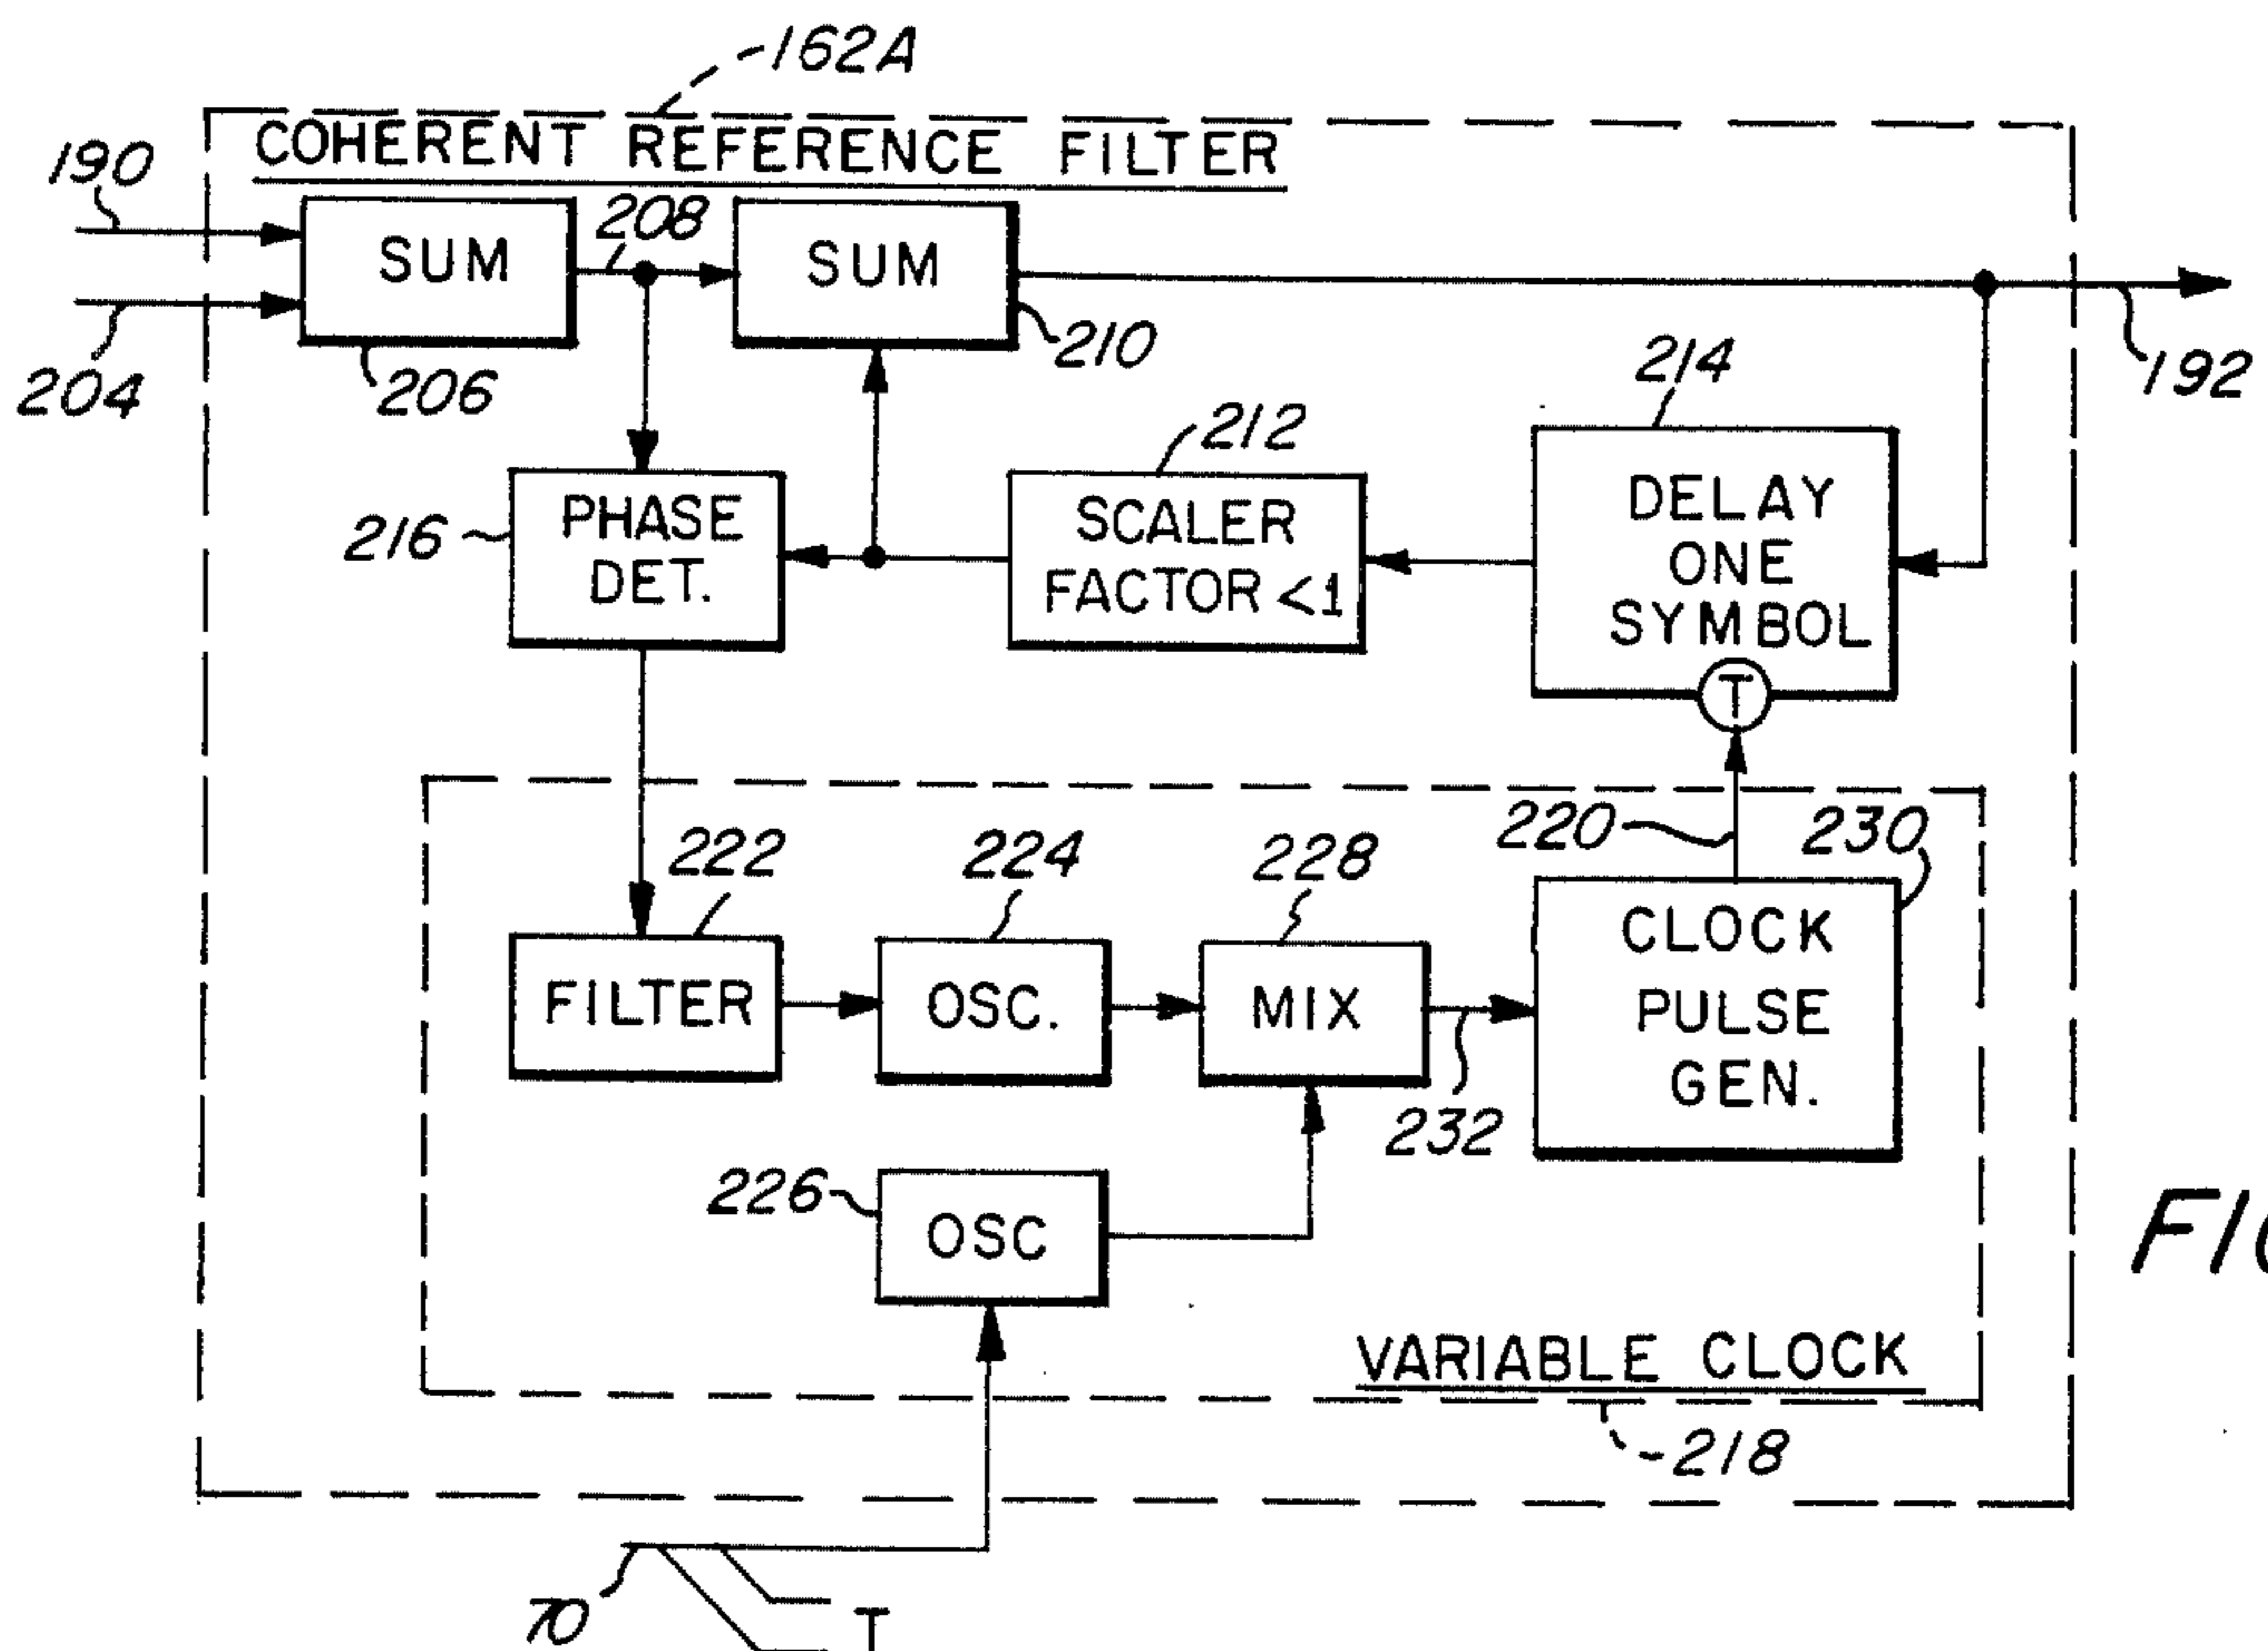 162A
COHERENT REFERENCE FILTER
190
204
SUM
206
208
SUM
210
192
214
212
216
PHASE
DET.
SCALER
FACTOR <1
DELAY
ONE
SYMBOL
T
220
230
222
224
228
FILTER
OSC.
MIX
232
CLOCK
PULSE
GEN.
226
OSC
VARIABLE CLOCK
218
70
T